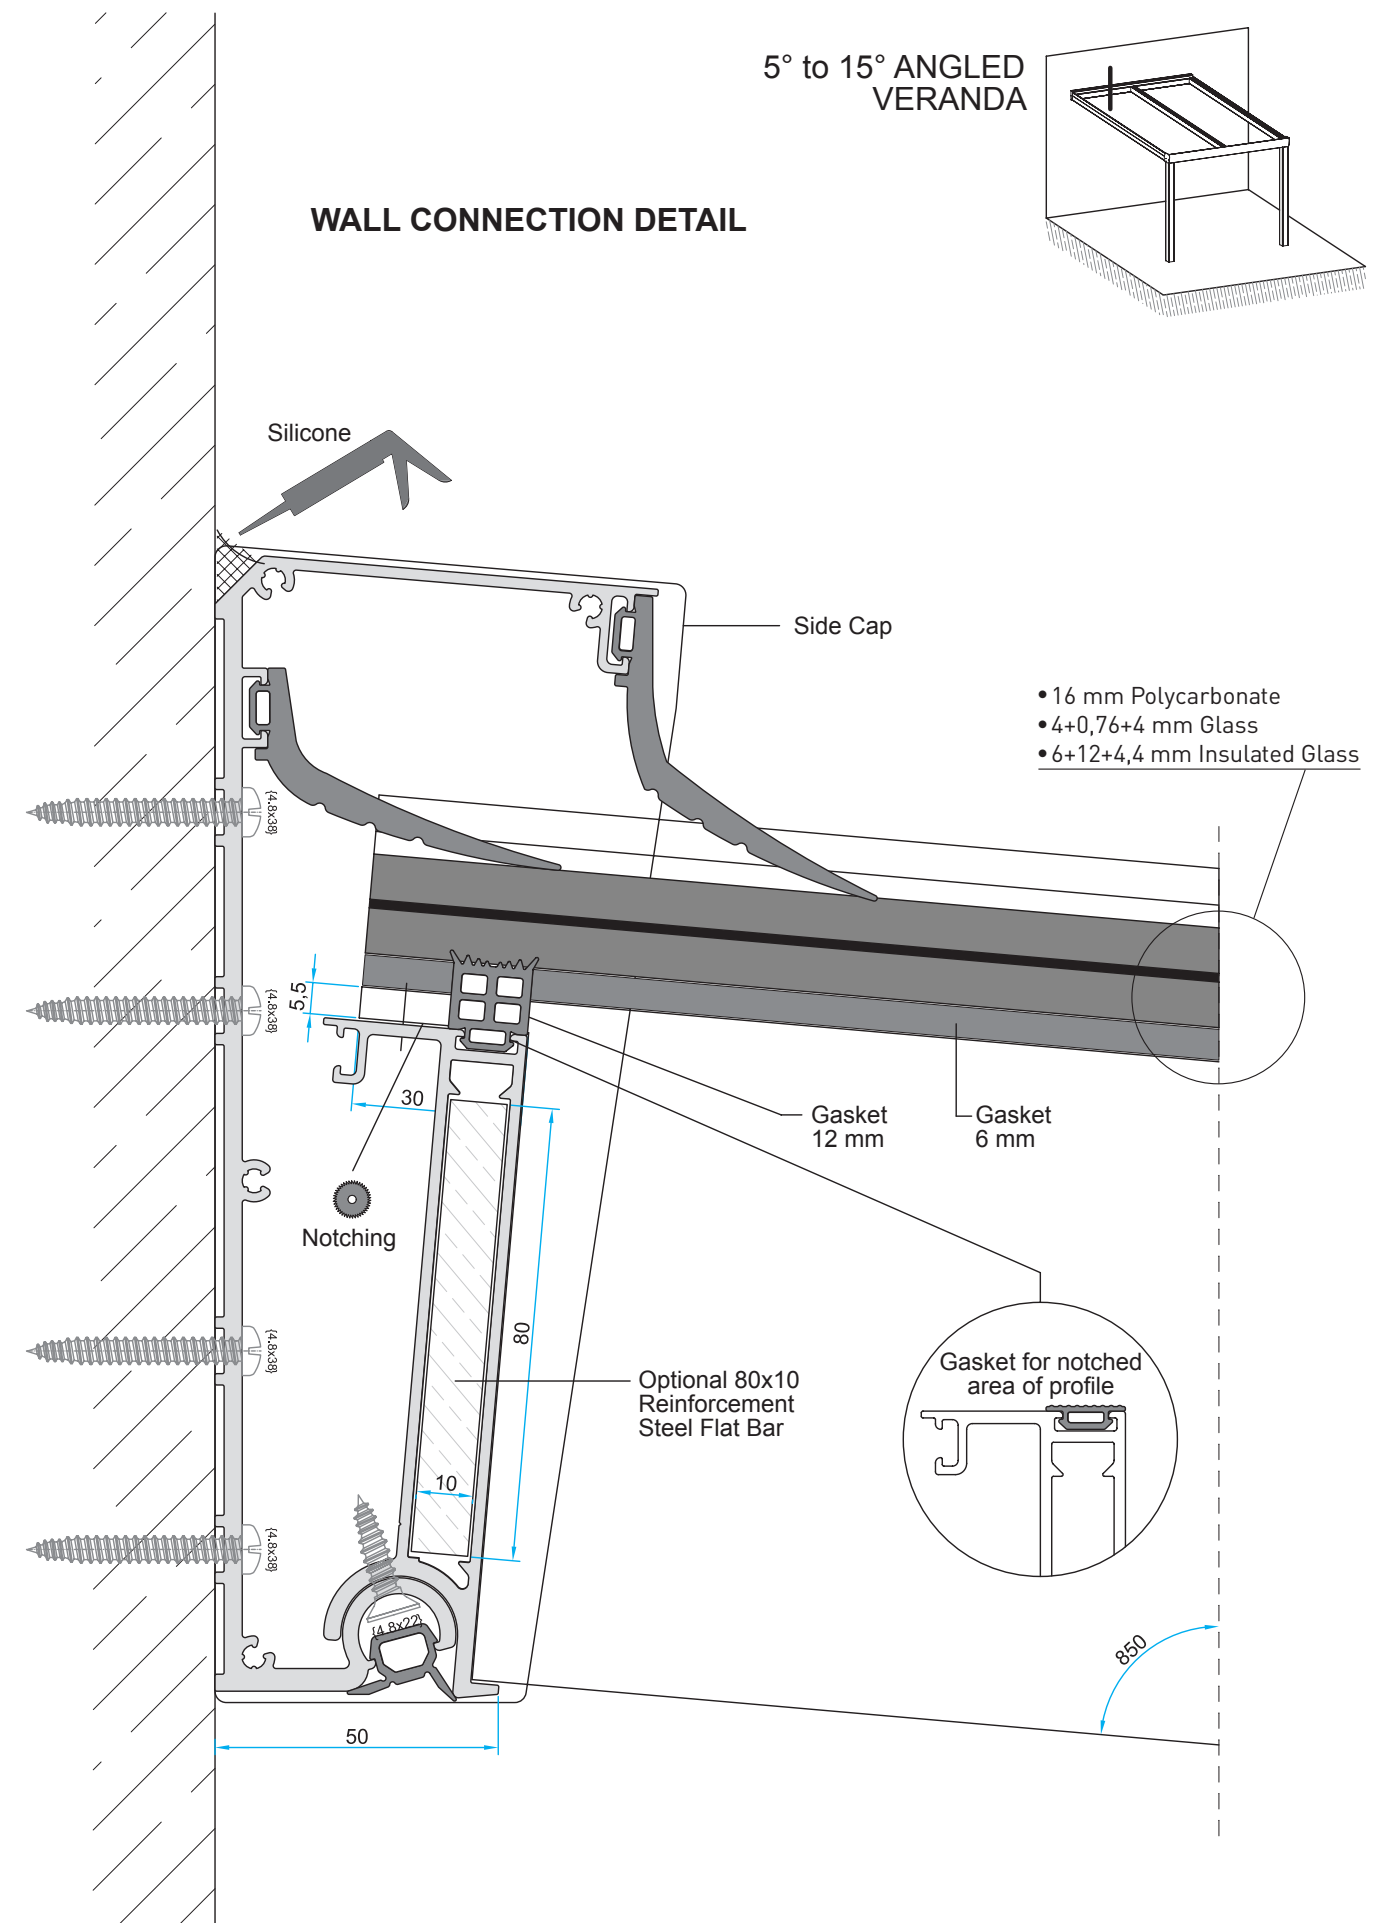 5° to 15° ANGLED
VERANDA
WALL CONNECTION DETAIL
Silicone
Side Cap
• 16 mm Polycarbonate
• 4+0,76+4 mm Glass
• 6+12+4,4 mm Insulated Glass
{4.8x38}
{4.8x38}
5,5
30
Gasket
12 mm
Gasket
6 mm
Notching
80
{4.8x38}
Gasket for notched
area of profile
Optional 80x10
Reinforcement
Steel Flat Bar
10
{4.8x38}
{4.8x22}
850
50